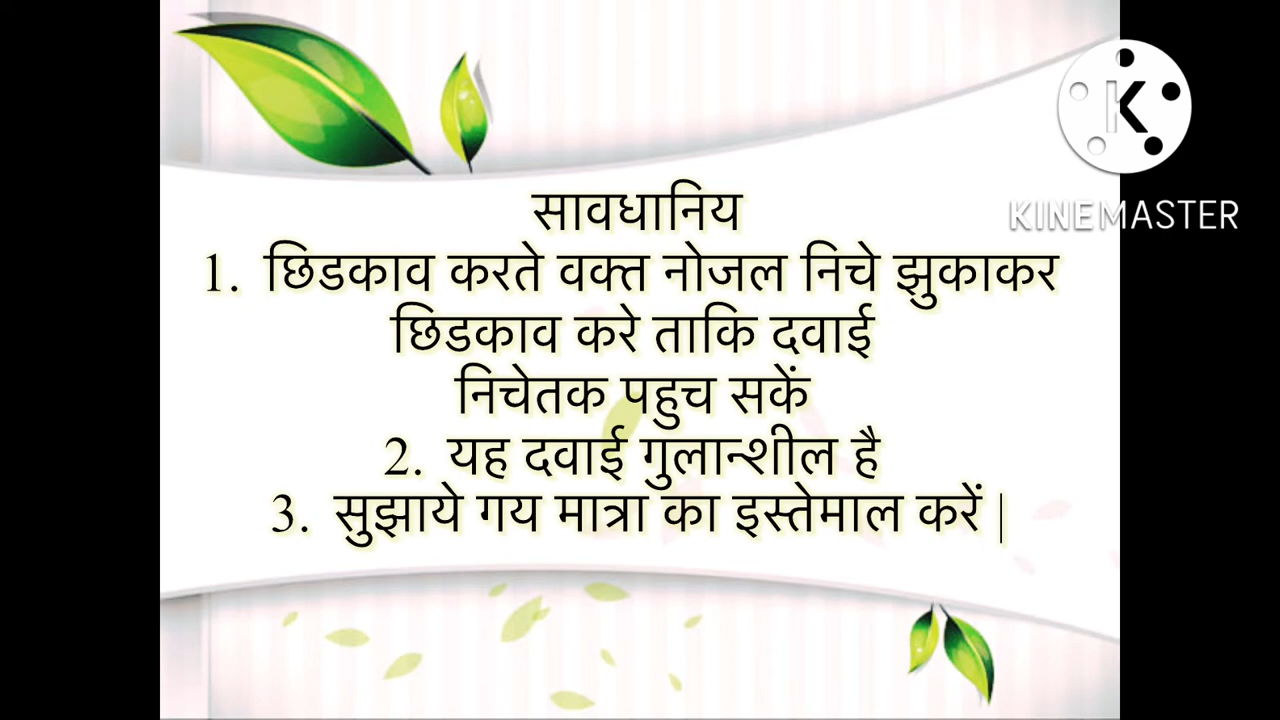 सावधानिय
1. छिडकाव करते वक्त नोजल निचे झुकाकर
छिडकाव करे ताकि दवाई
निचेतक पहुच सकें
2. यह दवाई गुलान्शील है
3. सुझाये गय मात्रा का इस्तेमाल करें |
K
KINEMASTER